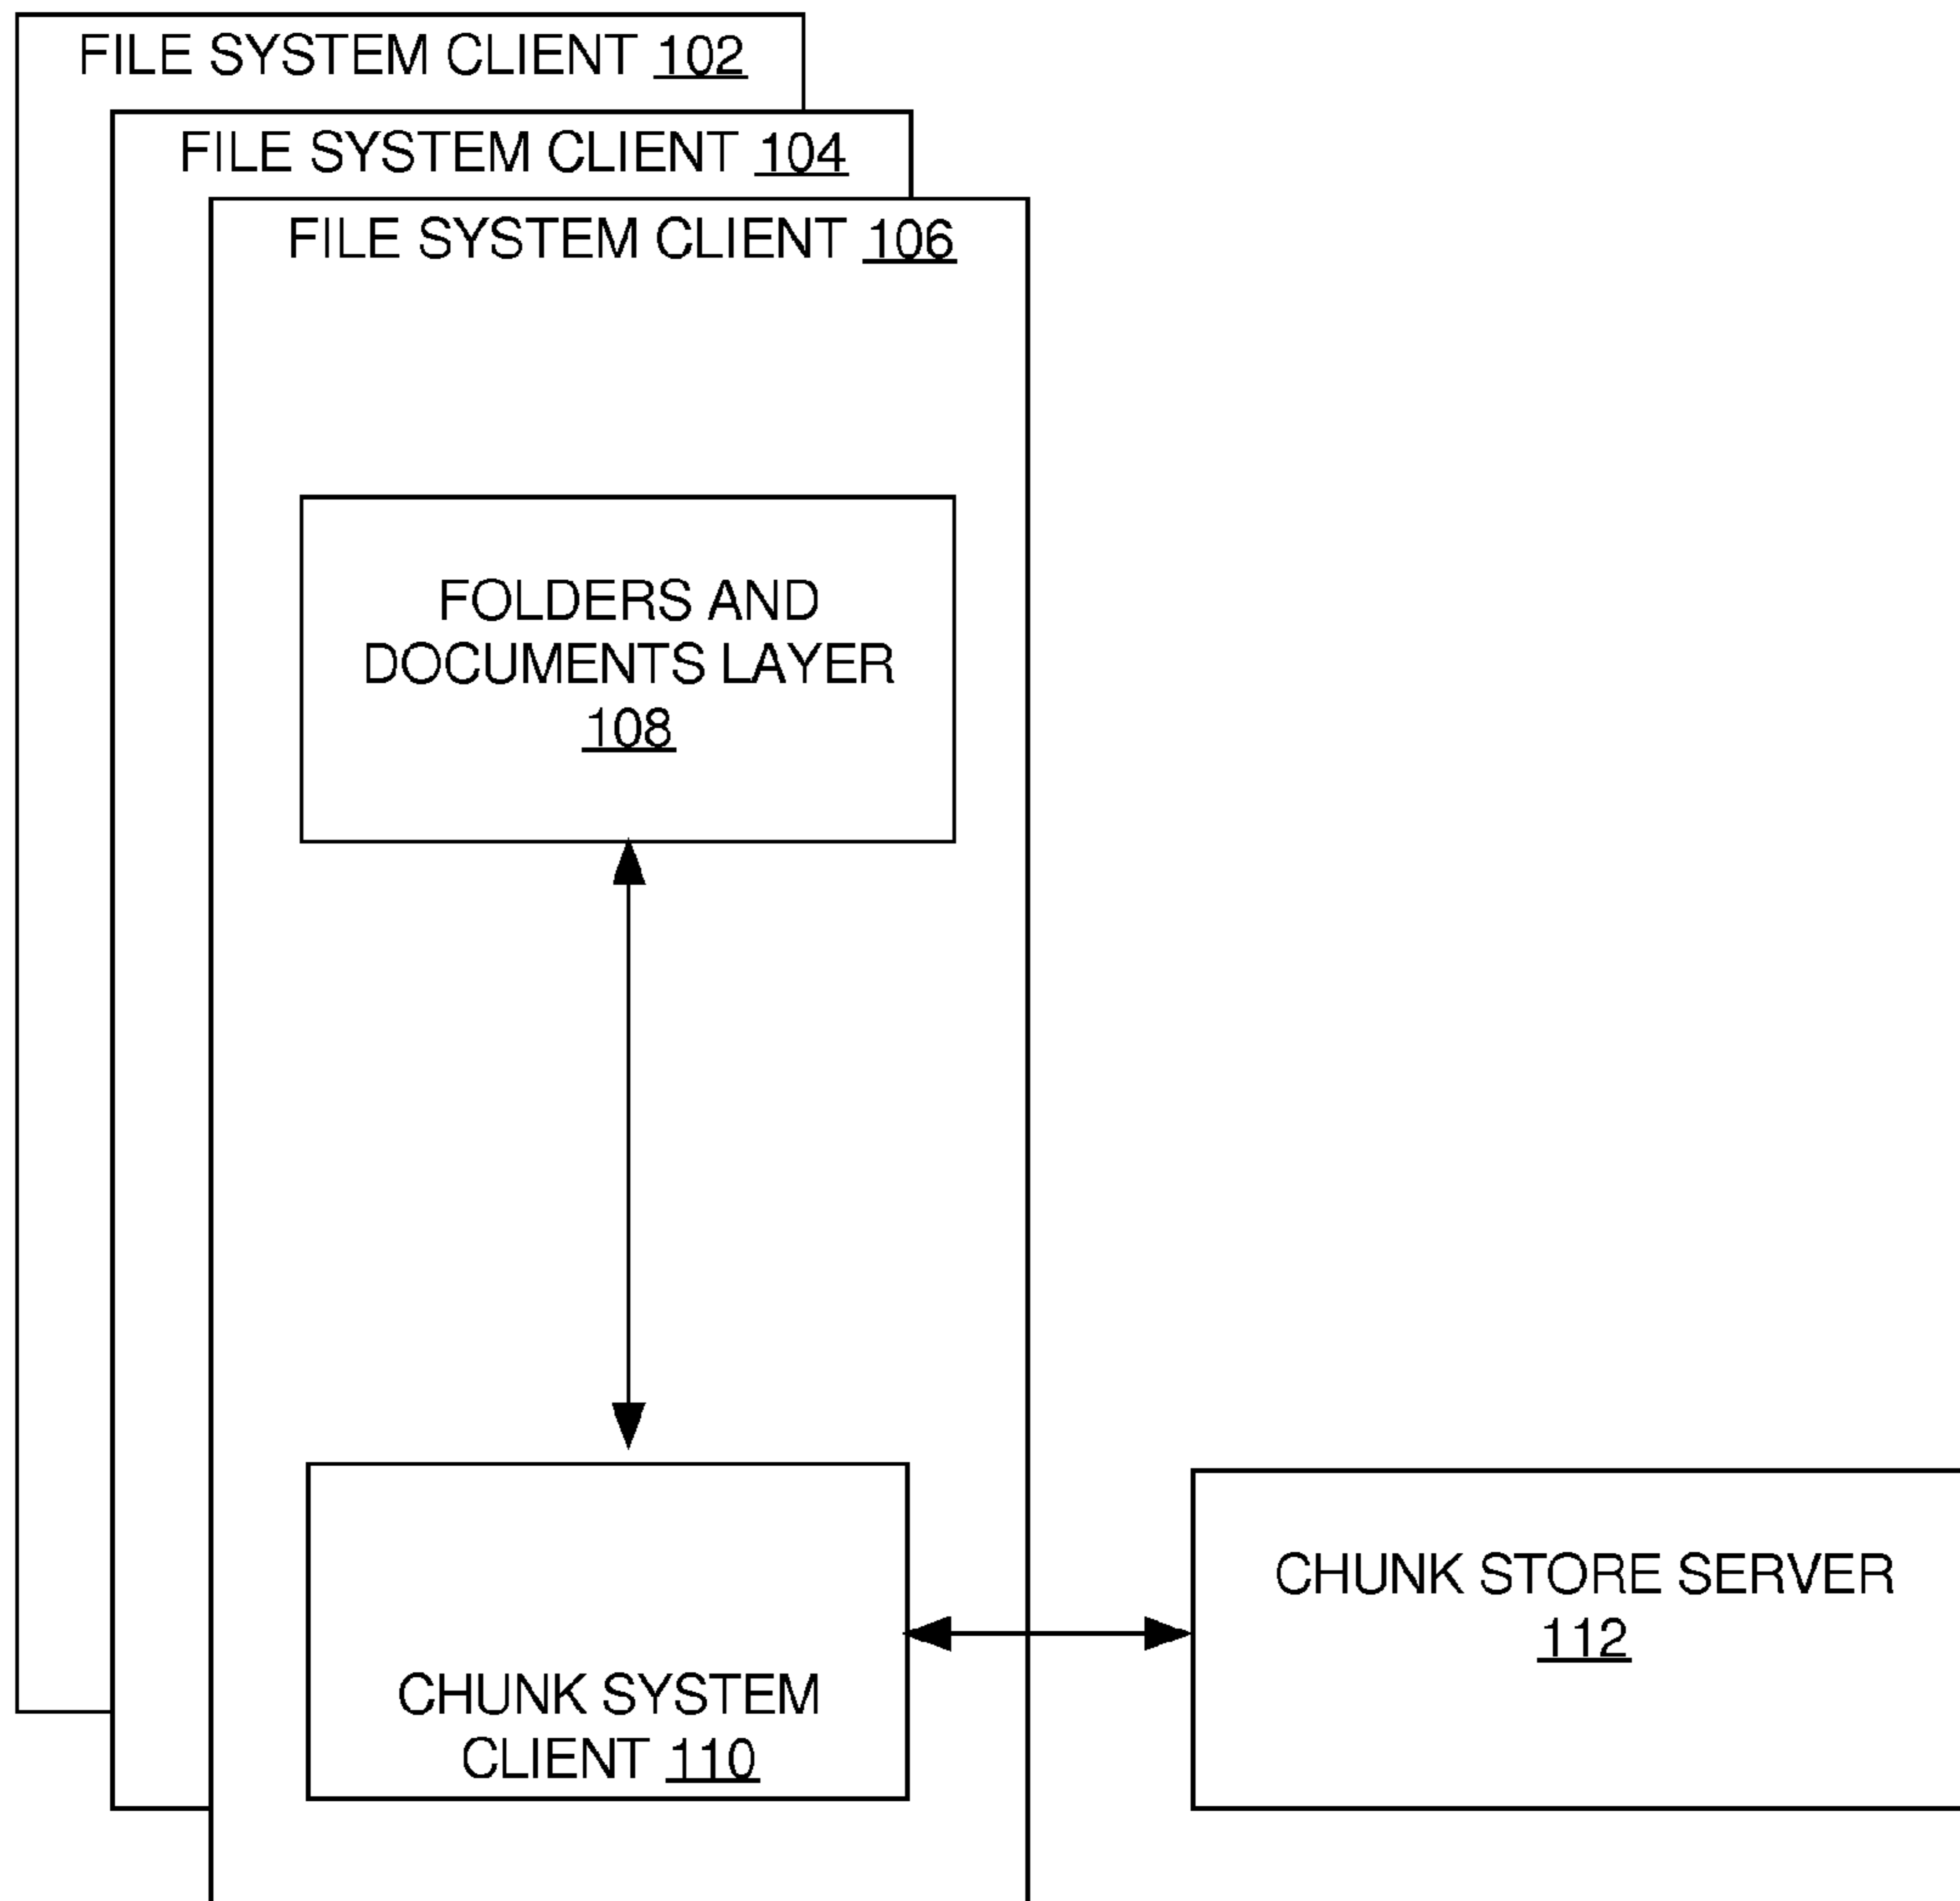 FILE SYSTEM CLIENT 102
FILE SYSTEM CLIENT 104
FILE SYSTEM CLIENT 106
FOLDERS AND
DOCUMENTS LAYER
108
CHUNK SYSTEM
CLIENT 110
CHUNK STORE SERVER
112